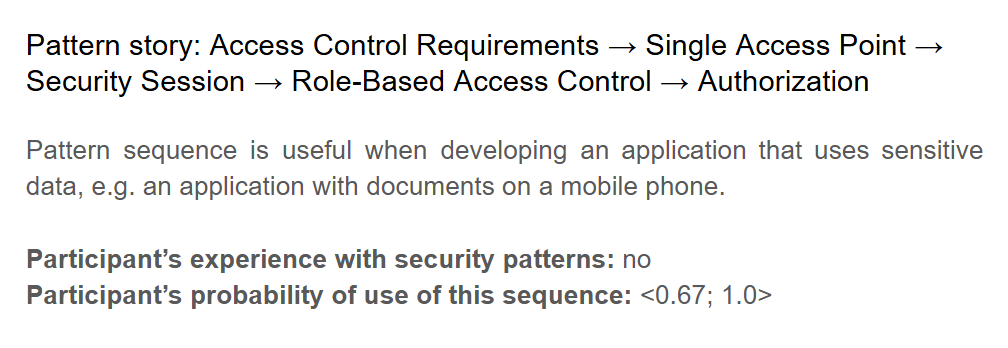 Pattern story: Access Control Requirements → Single Access Point →
Security Session → Role-Based Access Control → Authorization
Pattern sequence is useful when developing an application that uses sensitive
data, e.g. an application with documents on a mobile phone.
Participant’s experience with security patterns: no
Participant’s probability of use of this sequence: <0.67; 1.0>